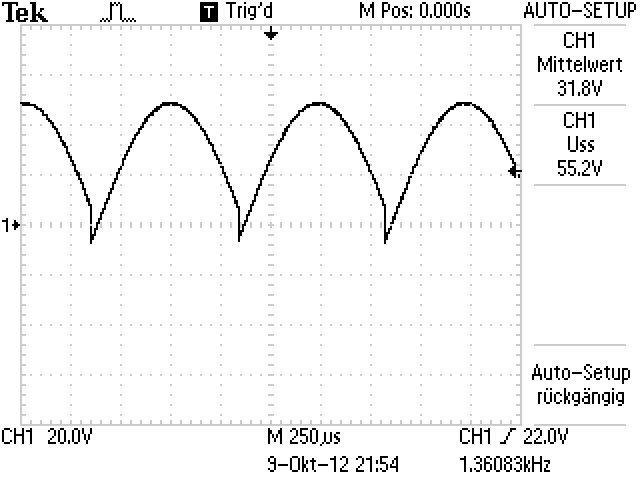 Tek T Trig'd M Pos: 0.000s AUTO-SETUP
CH1
Mittelwert
31.8V
CH1
Uss
55.2V
1
Auto-Setup
rückgängig
CH1 20.0V M 250µs CH1 22.0V
9-Okt-12 21:54 1.36083kHz